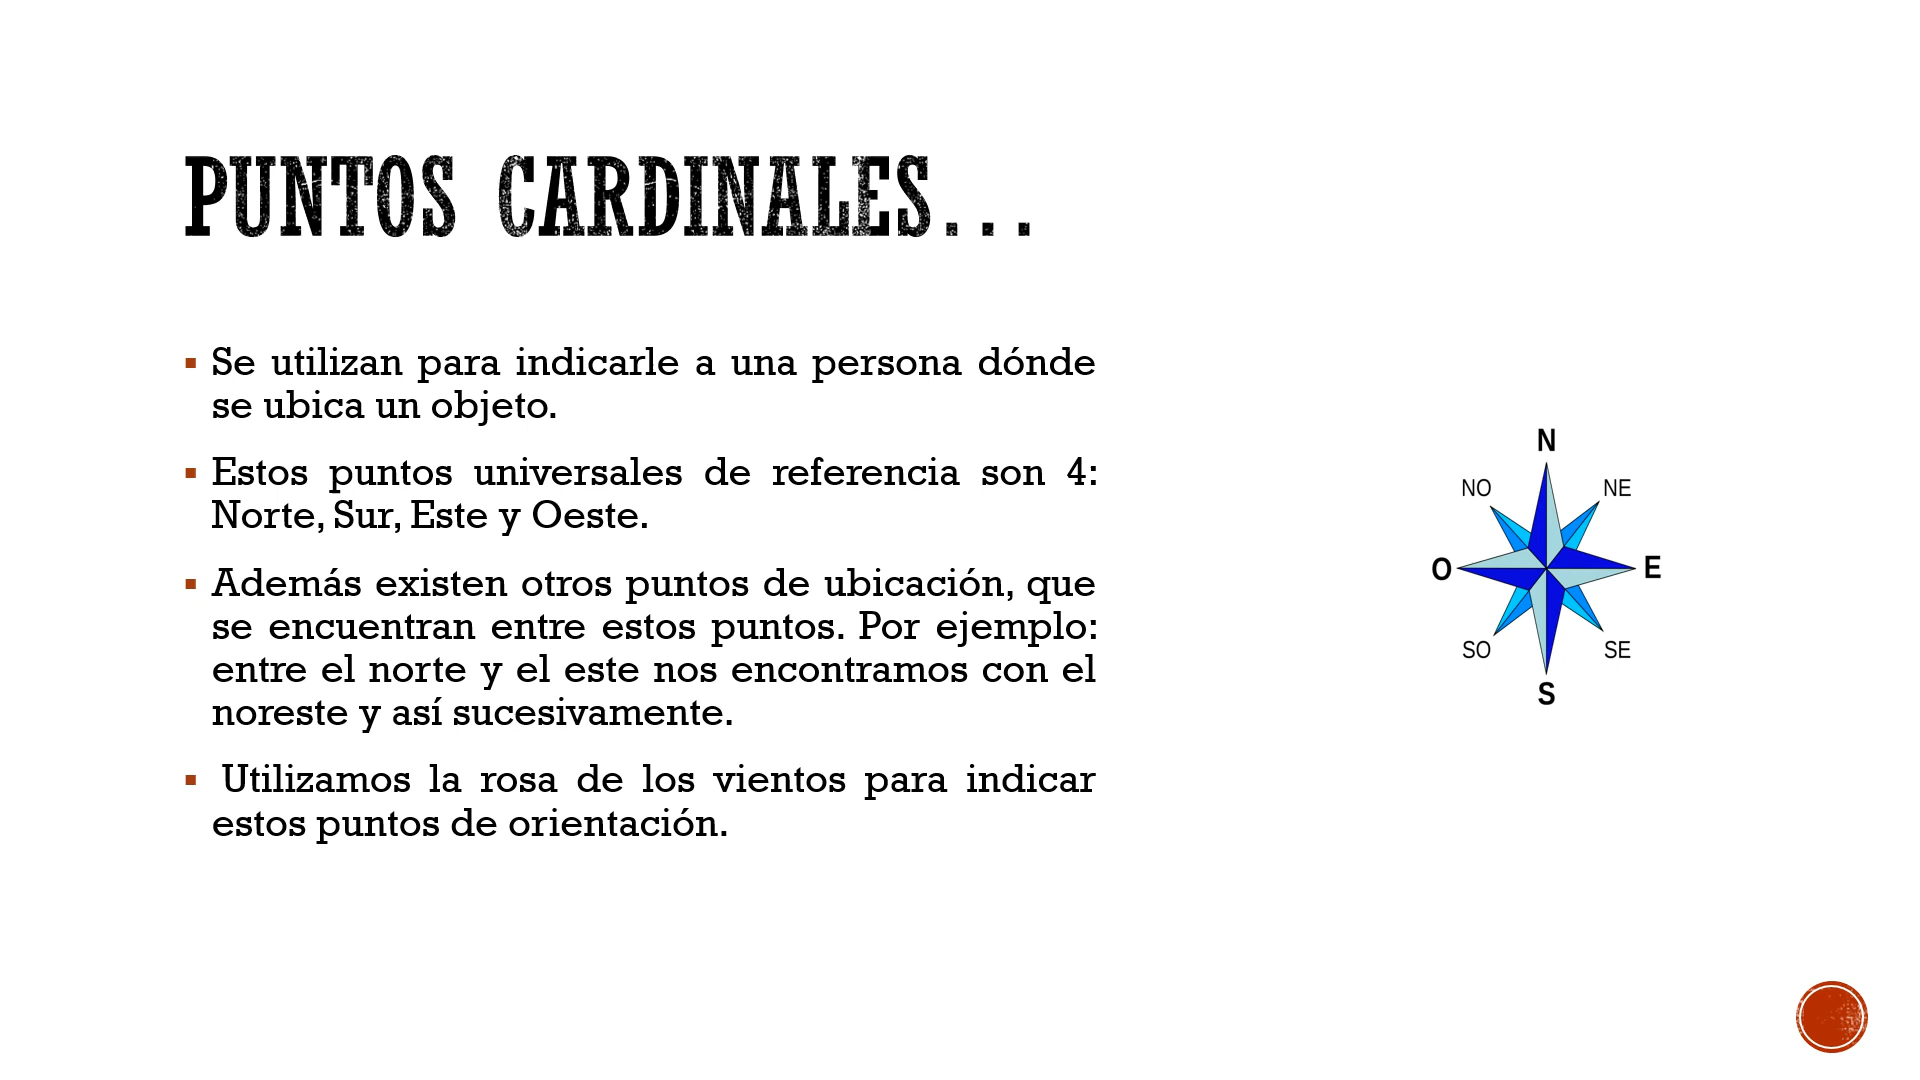 PUNTOS CARDINALES...
▪ Se utilizan para indicarle a una persona dónde
se ubica un objeto.
▪ Estos puntos universales de referencia son 4:
Norte, Sur, Este y Oeste.
▪ Además existen otros puntos de ubicación, que
se encuentran entre estos puntos. Por ejemplo:
entre el norte y el este nos encontramos con el
noreste y así sucesivamente.
▪ Utilizamos la rosa de los vientos para indicar
estos puntos de orientación.
N
NO NE
O E
SO SE
S